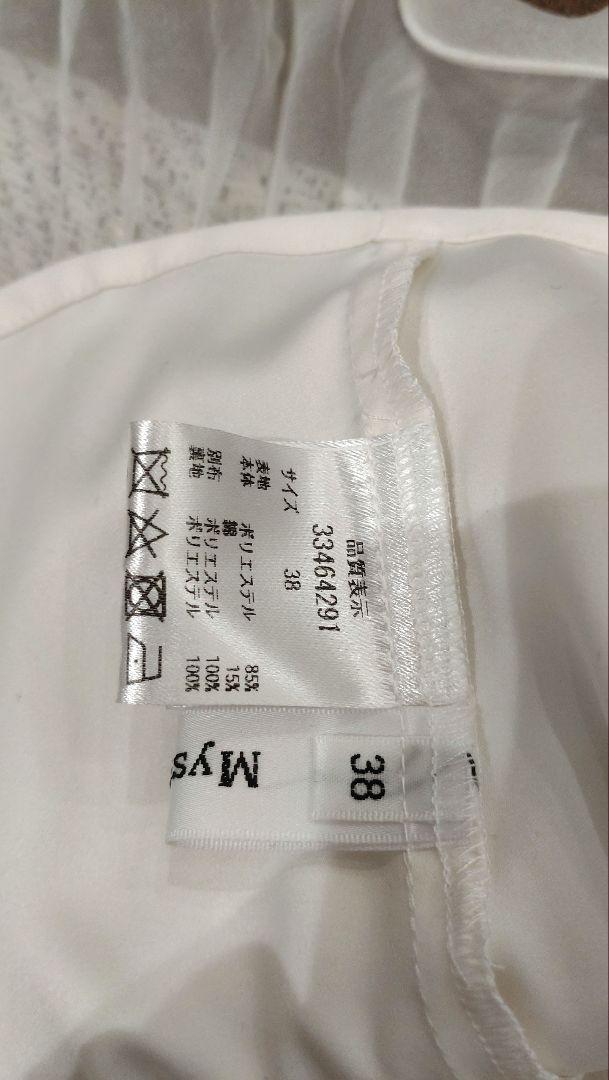 品質表示
33464291
サイズ 38
表地
本体 ポリエステル 85%
綿 15%
別布 ポリエステル 100%
裏地 ポリエステル 100%
38